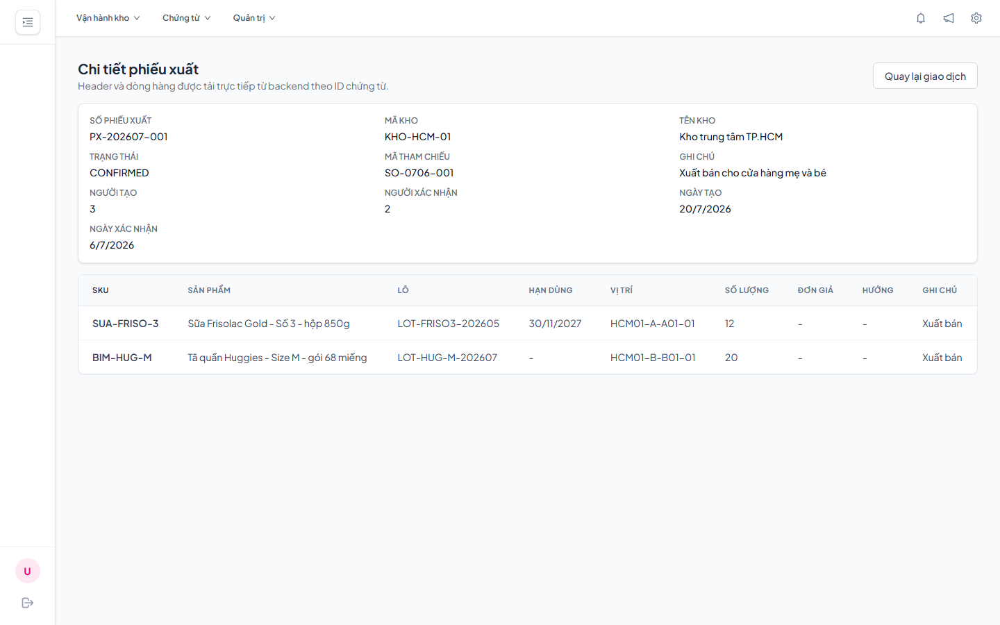 Vận hành kho Chứng từ Quản trị
Chi tiết phiếu xuất
Header và dòng hàng được tải trực tiếp từ backend theo ID chứng từ.
Quay lại giao dịch
SỐ PHIẾU XUẤT MÃ KHO TÊN KHO
PX-202607-001 KHO-HCM-01 Kho trung tâm TP.HCM
TRẠNG THÁI MÃ THAM CHIẾU GHI CHÚ
CONFIRMED SO-0706-001 Xuất bán cho cửa hàng mẹ và bé
NGƯỜI TẠO NGƯỜI XÁC NHẬN NGÀY TẠO
3 2 20/7/2026
NGÀY XÁC NHẬN
6/7/2026
SKU SẢN PHẨM LÔ HẠN DÙNG VỊ TRÍ SỐ LƯỢNG ĐƠN GIÁ HƯỚNG GHI CHÚ
SUA-FRISO-3 Sữa Frisolac Gold - Số 3 - hộp 850g LOT-FRISO3-202605 30/11/2027 HCM01-A-A01-01 12 - - Xuất bán
BIM-HUG-M Tã quần Huggies - Size M - gói 68 miếng LOT-HUG-M-202607 - HCM01-B-B01-01 20 - - Xuất bán
U